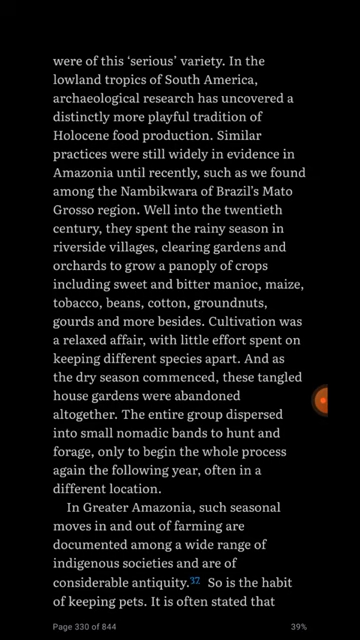 were of this ‘serious’ variety. In the
lowland tropics of South America,
archaeological research has uncovered a
distinctly more playful tradition of
Holocene food production. Similar
practices were still widely in evidence in
Amazonia until recently, such as we found
among the Nambikwara of Brazil’s Mato
Grosso region. Well into the twentieth
century, they spent the rainy season in
riverside villages, clearing gardens and
orchards to grow a panoply of crops
including sweet and bitter manioc, maize,
tobacco, beans, cotton, groundnuts,
gourds and more besides. Cultivation was
a relaxed affair, with little effort spent on
keeping different species apart. And as
the dry season commenced, these tangled
house gardens were abandoned
altogether. The entire group dispersed
into small nomadic bands to hunt and
forage, only to begin the whole process
again the following year, often in a
different location.
In Greater Amazonia, such seasonal
moves in and out of farming are
documented among a wide range of
indigenous societies and are of
considerable antiquity.37 So is the habit
of keeping pets. It is often stated that
Page 330 of 844 39%